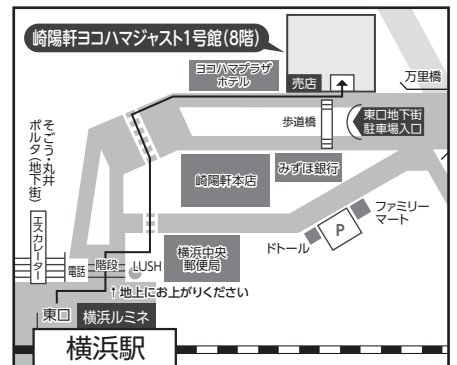 崎陽軒ヨコハマジャスト1号館(8階)
ヨコハマプラザ
ホテル
売店
万里橋
歩道橋
東口地下街
駐車場入口
そごう・丸井
ポルタ(地下街)
崎陽軒本店
みずほ銀行
ファミリー
マート
P
ドトール
エスカレーター
電話
階段
LUSH
横浜中央
郵便局
↑地上にお上がりください
東口
横浜ルミネ
横浜駅